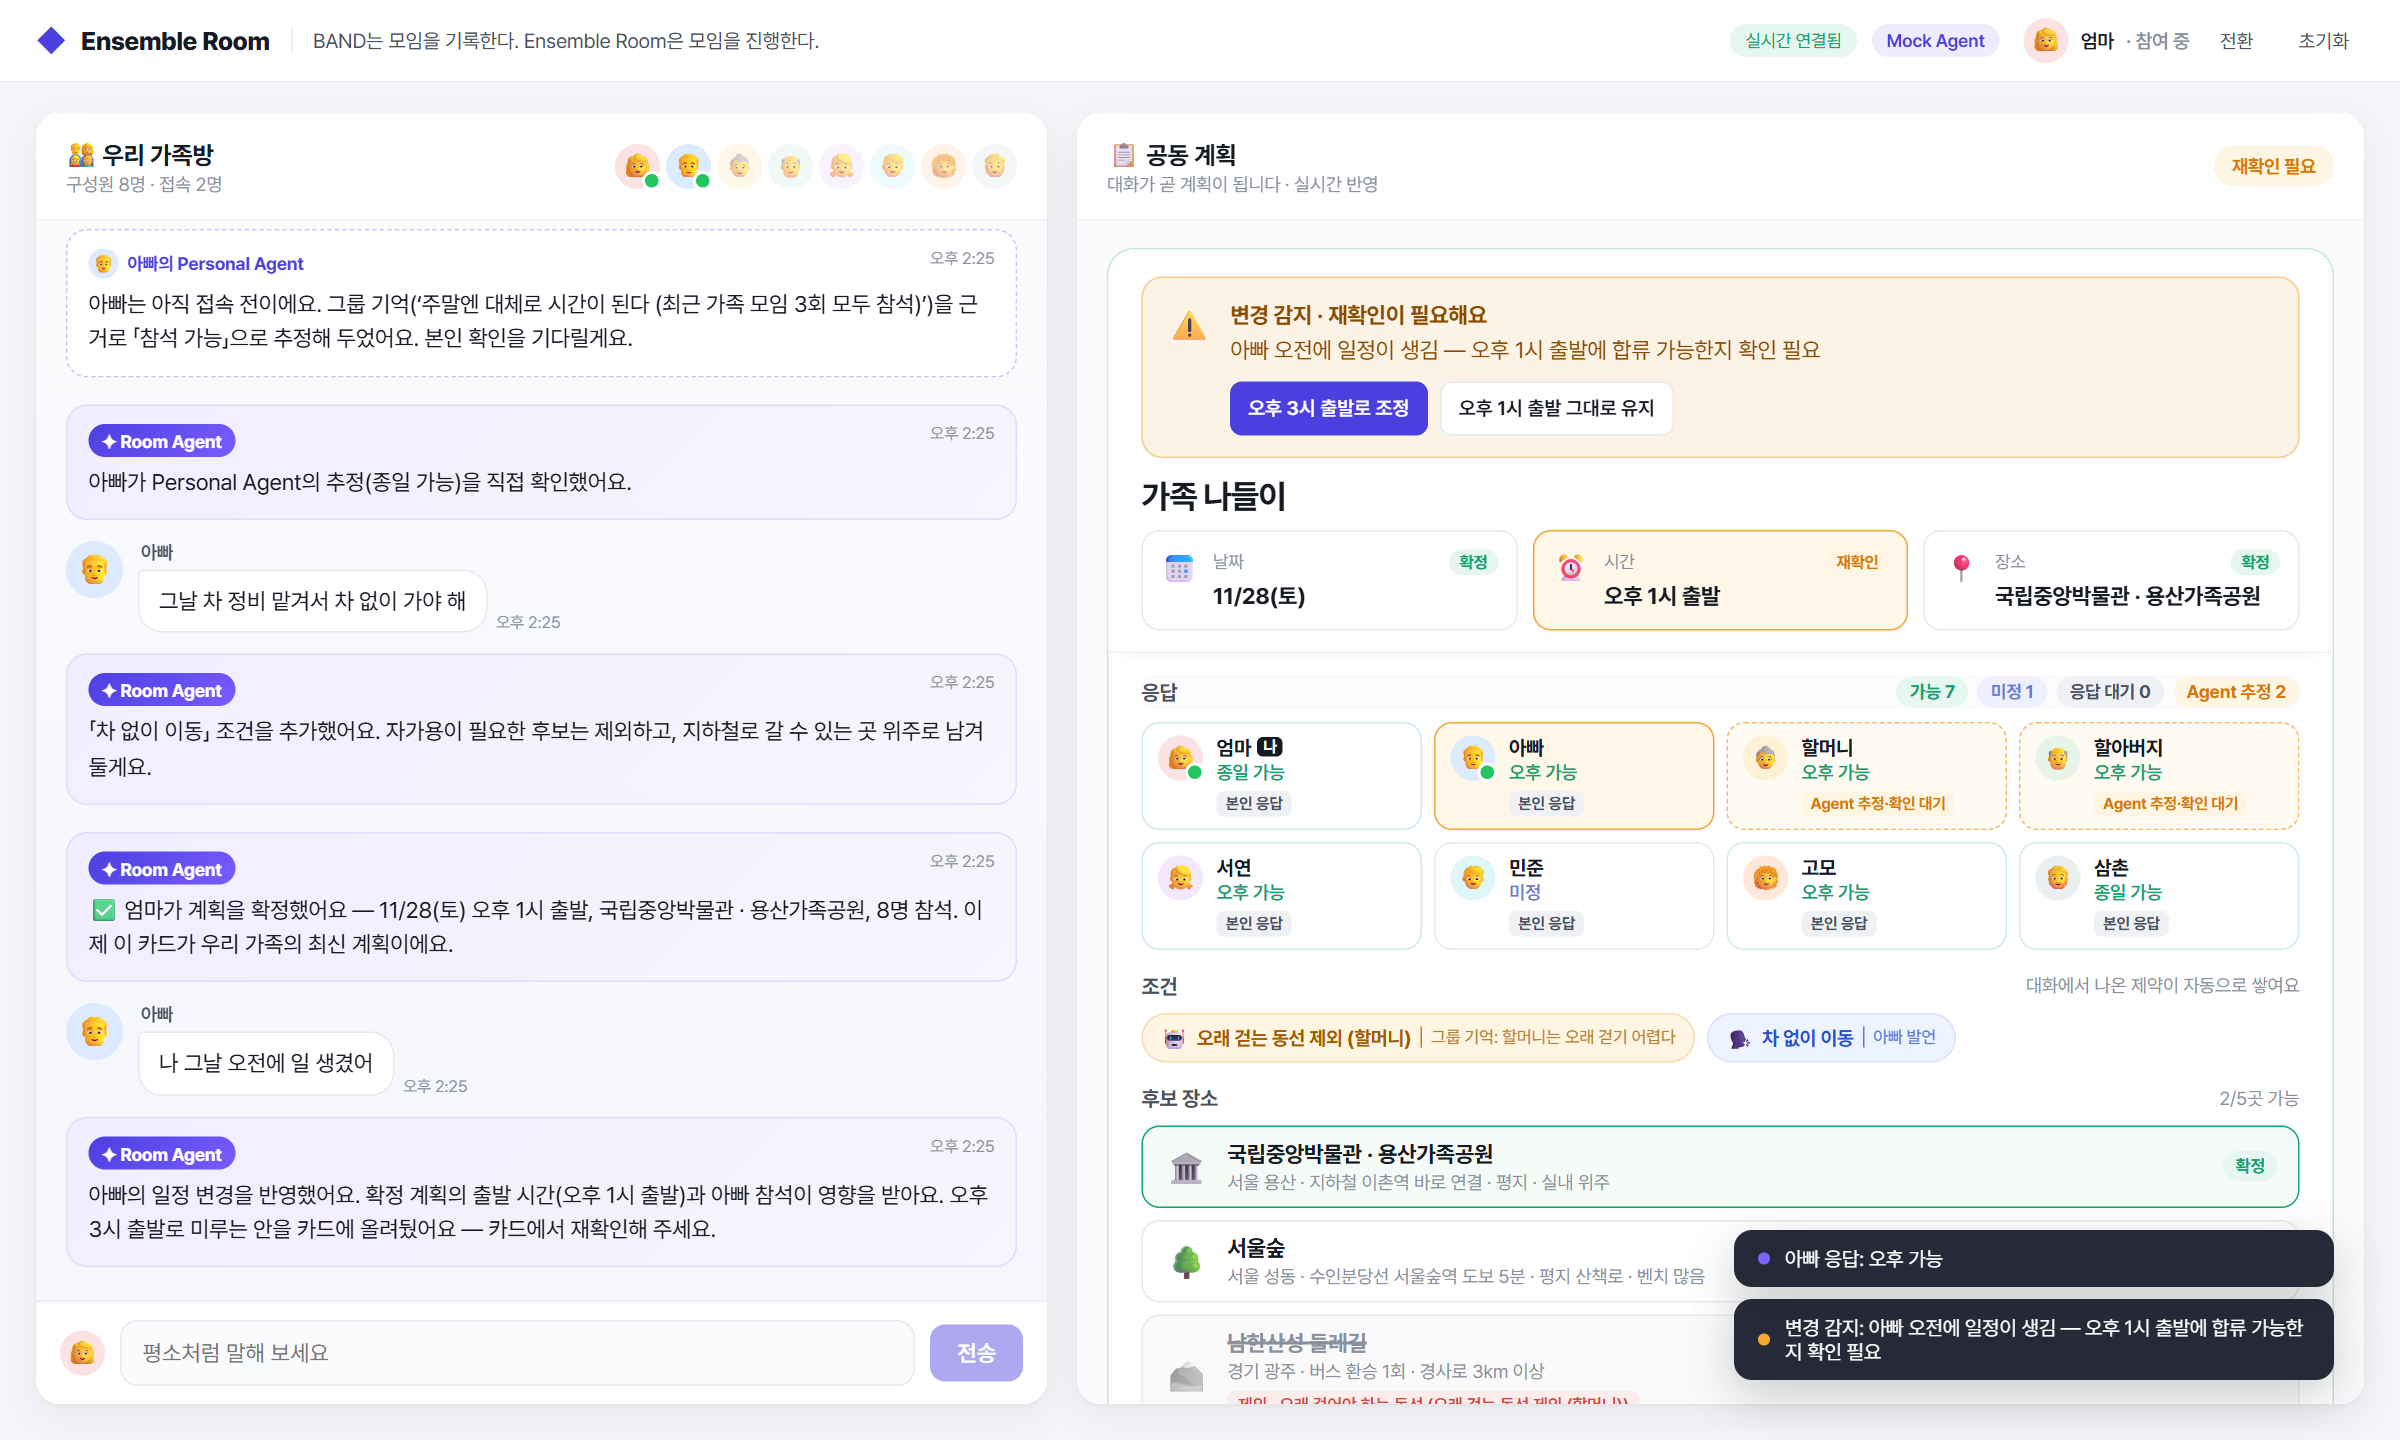 Ensemble Room
BAND는 모임을 기록한다. Ensemble Room은 모임을 진행한다.
실시간 연결됨
Mock Agent
엄마 · 참여 중
전환
초기화
우리 가족방
구성원 8명 · 접속 2명
아빠의 Personal Agent
오후 2:25
아빠는 아직 접속 전이에요. 그룹 기억(‘주말엔 대체로 시간이 된다 (최근 가족 모임 3회 모두 참석)’)을 근
거로 「참석 가능」으로 추정해 두었어요. 본인 확인을 기다릴게요.
Room Agent
오후 2:25
아빠가 Personal Agent의 추정(종일 가능)을 직접 확인했어요.
아빠
그날 차 정비 맡겨서 차 없이 가야 해
오후 2:25
Room Agent
오후 2:25
「차 없이 이동」 조건을 추가했어요. 자가용이 필요한 후보는 제외하고, 지하철로 갈 수 있는 곳 위주로 남겨
둘게요.
Room Agent
오후 2:25
✅ 엄마가 계획을 확정했어요 — 11/28(토) 오후 1시 출발, 국립중앙박물관 · 용산가족공원, 8명 참석. 이
제 이 카드가 우리 가족의 최신 계획이에요.
아빠
나 그날 오전에 일 생겼어
오후 2:25
Room Agent
오후 2:25
아빠의 일정 변경을 반영했어요. 확정 계획의 출발 시간(오후 1시 출발)과 아빠 참석이 영향을 받아요. 오후
3시 출발로 미루는 안을 카드에 올려뒀어요 — 카드에서 재확인해 주세요.
평소처럼 말해 보세요
전송
공동 계획
대화가 곧 계획이 됩니다 · 실시간 반영
재확인 필요
변경 감지 · 재확인이 필요해요
아빠 오전에 일정이 생김 — 오후 1시 출발에 합류 가능한지 확인 필요
오후 3시 출발로 조정
오후 1시 출발 그대로 유지
가족 나들이
날짜
확정
11/28(토)
시간
재확인
오후 1시 출발
장소
확정
국립중앙박물관 · 용산가족공원
응답
가능 7
미정 1
응답 대기 0
Agent 추정 2
엄마 나
종일 가능
본인 응답
아빠
오후 가능
본인 응답
할머니
오후 가능
Agent 추정·확인 대기
할아버지
오후 가능
Agent 추정·확인 대기
서연
오후 가능
본인 응답
민준
미정
본인 응답
고모
오후 가능
본인 응답
삼촌
종일 가능
본인 응답
조건
대화에서 나온 제약이 자동으로 쌓여요
오래 걷는 동선 제외 (할머니) | 그룹 기억: 할머니는 오래 걷기 어렵다
차 없이 이동 | 아빠 발언
후보 장소
2/5곳 가능
국립중앙박물관 · 용산가족공원
서울 용산 · 지하철 이촌역 바로 연결 · 평지 · 실내 위주
확정
서울숲
서울 성동 · 수인분당선 서울숲역 도보 5분 · 평지 산책로 · 벤치 많음
남한산성 둘레길
경기 광주 · 버스 환승 1회 · 경사로 3km 이상
제외 · 오래 걸어야 하는 동선 (오래 걷는 동선 제외 (할머니))
아빠 응답: 오후 가능
변경 감지: 아빠 오전에 일정이 생김 — 오후 1시 출발에 합류 가능한
지 확인 필요